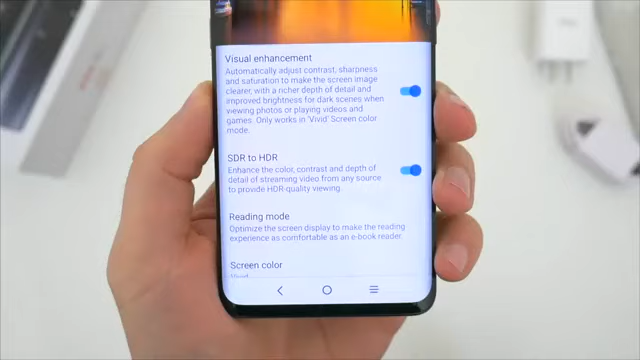 Visual enhancement
Automatically adjust contrast, sharpness
and saturation to make the screen image
clearer, with a richer depth of detail and
improved brightness for dark scenes when
viewing photos or playing videos and
games. Only works in 'Vivid' Screen color
mode.
SDR to HDR
Enhance the color, contrast and depth of
detail of streaming video from any source
to provide HDR-quality viewing.
Reading mode
Optimize the screen display to make the reading
experience as comfortable as an e-book reader.
Screen color